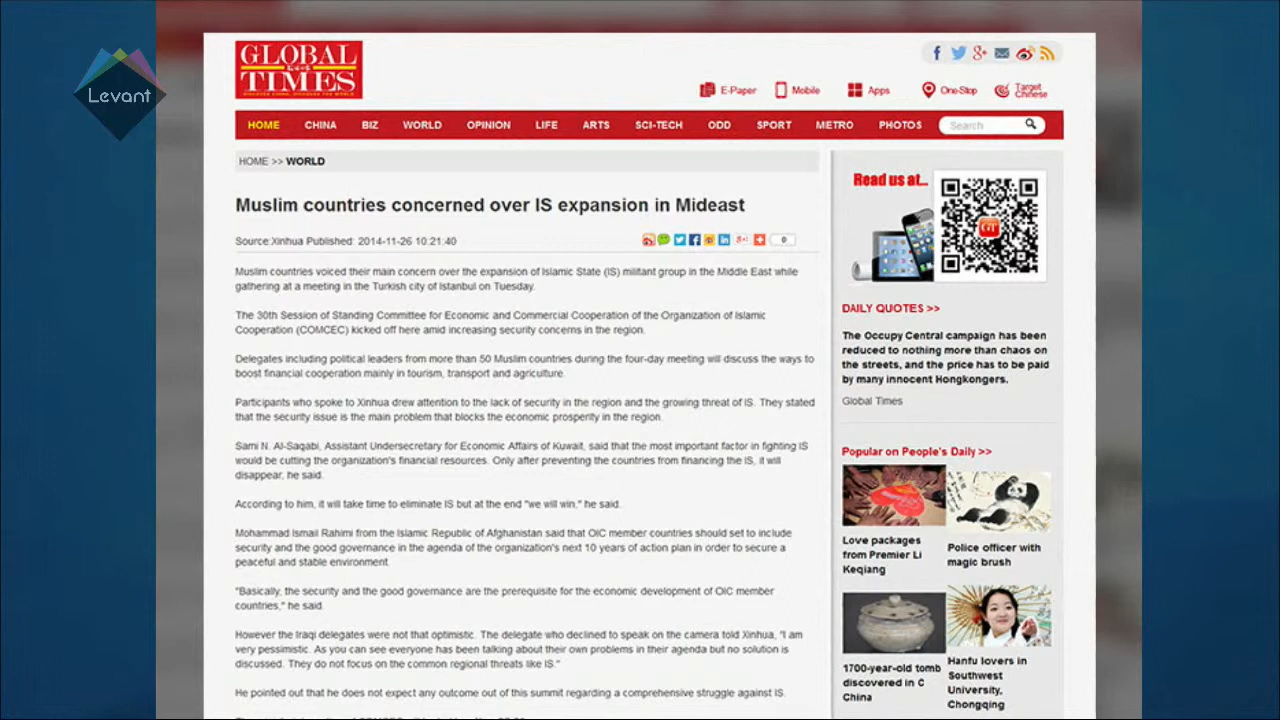 Levant
GLOBAL
TIMES
DISCOVER CHINA, DISCOVER THE WORLD
E-Paper
Mobile
Apps
One-Stop
Target
Chinese
HOME
CHINA
BIZ
WORLD
OPINION
LIFE
ARTS
SCI-TECH
ODD
SPORT
METRO
PHOTOS
Search
HOME >> WORLD
Muslim countries concerned over IS expansion in Mideast
Source:Xinhua Published: 2014-11-26 10:21:40
0
Muslim countries voiced their main concern over the expansion of Islamic State (IS) militant group in the Middle East while
gathering at a meeting in the Turkish city of Istanbul on Tuesday.
The 30th Session of Standing Committee for Economic and Commercial Cooperation of the Organization of Islamic
Cooperation (COMCEC) kicked off here amid increasing security concerns in the region.
Delegates including political leaders from more than 50 Muslim countries during the four-day meeting will discuss the ways to
boost financial cooperation mainly in tourism, transport and agriculture.
Participants who spoke to Xinhua drew attention to the lack of security in the region and the growing threat of IS. They stated
that the security issue is the main problem that blocks the economic prosperity in the region.
Sami N. Al-Saqabi, Assistant Undersecretary for Economic Affairs of Kuwait, said that the most important factor in fighting IS
would be cutting the organization's financial resources. Only after preventing the countries from financing the IS, it will
disappear, he said.
According to him, it will take time to eliminate IS but at the end "we will win," he said.
Mohammad Ismail Rahimi from the Islamic Republic of Afghanistan said that OIC member countries should set to include
security and the good governance in the agenda of the organization's next 10 years of action plan in order to secure a
peaceful and stable environment.
"Basically, the security and the good governance are the prerequisite for the economic development of OIC member
countries," he said.
However the Iraqi delegates were not that optimistic. The delegate who declined to speak on the camera told Xinhua, "I am
very pessimistic. As you can see everyone has been talking about their own problems in their agenda but no solution is
discussed. They do not focus on the common regional threats like IS."
He pointed out that he does not expect any outcome out of this summit regarding a comprehensive struggle against IS.
Read us at...
GT
DAILY QUOTES >>
The Occupy Central campaign has been
reduced to nothing more than chaos on
the streets, and the price has to be paid
by many innocent Hongkongers.
Global Times
Popular on People's Daily >>
Love packages
from Premier Li
Keqiang
Police officer with
magic brush
1700-year-old tomb
discovered in C
China
Hanfu lovers in
Southwest
University,
Chongqing